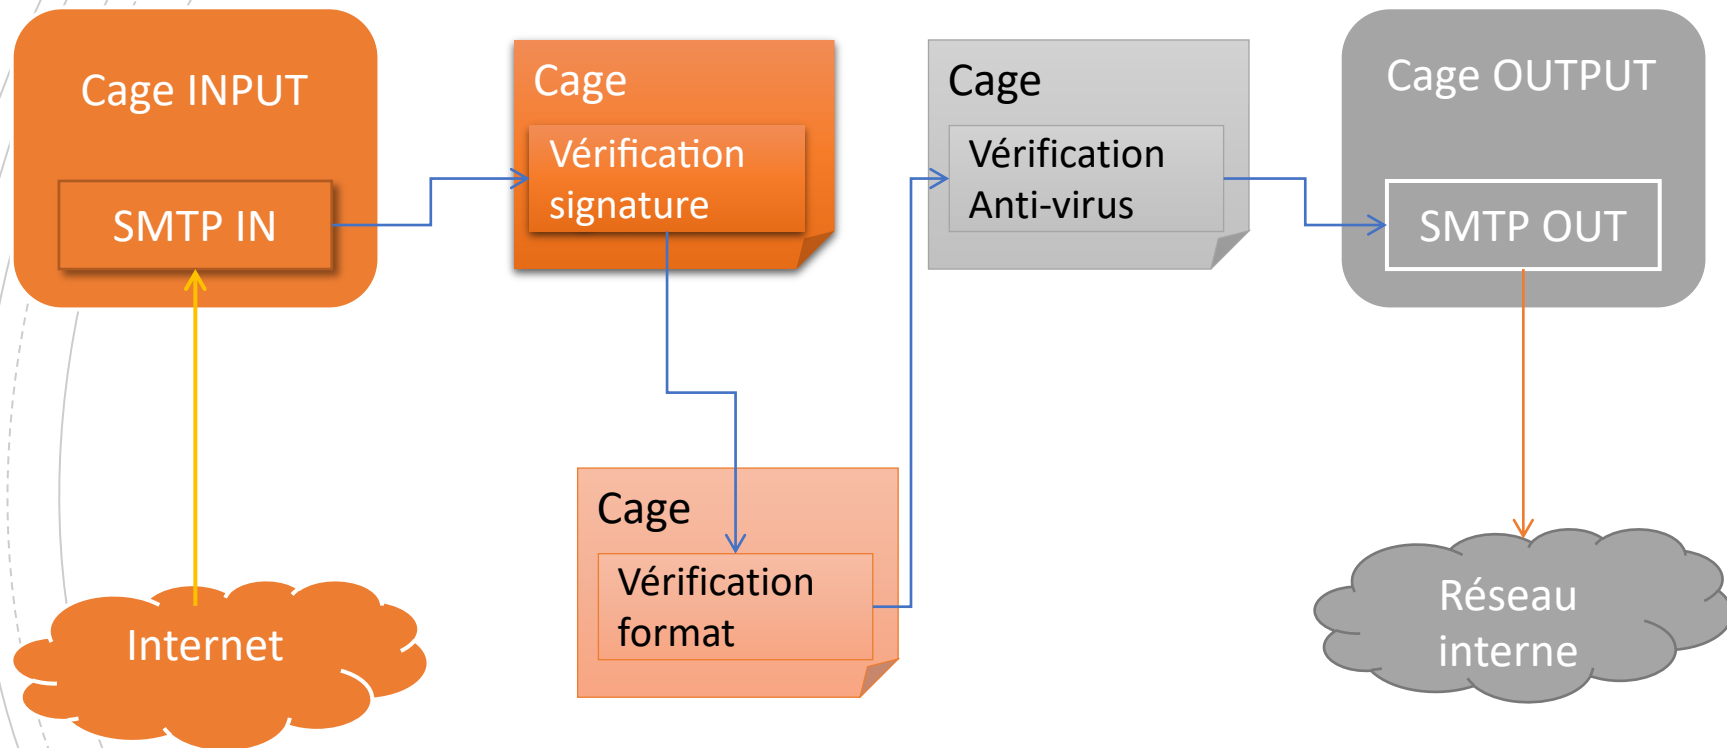 Cage INPUT
SMTP IN
Internet
Cage
Vérification
signature
Cage
Vérification
format
Cage
Vérification
Anti-virus
Cage OUTPUT
SMTP OUT
Réseau
interne